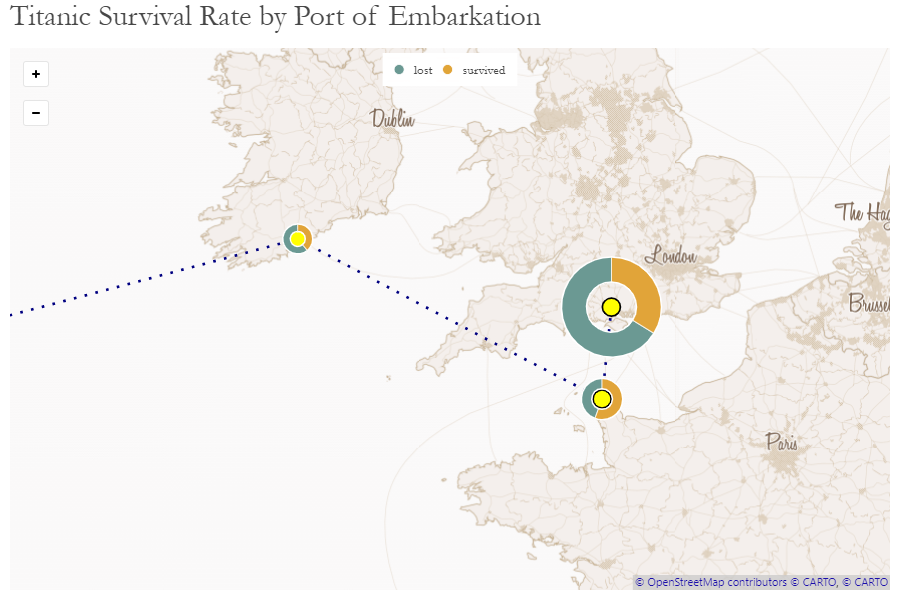 Titanic Survival Rate by Port of Embarkation
+
lost survived
−
Dublin
The Hag
London
Brussel
Paris
© OpenStreetMap contributors © CARTO, © CARTO